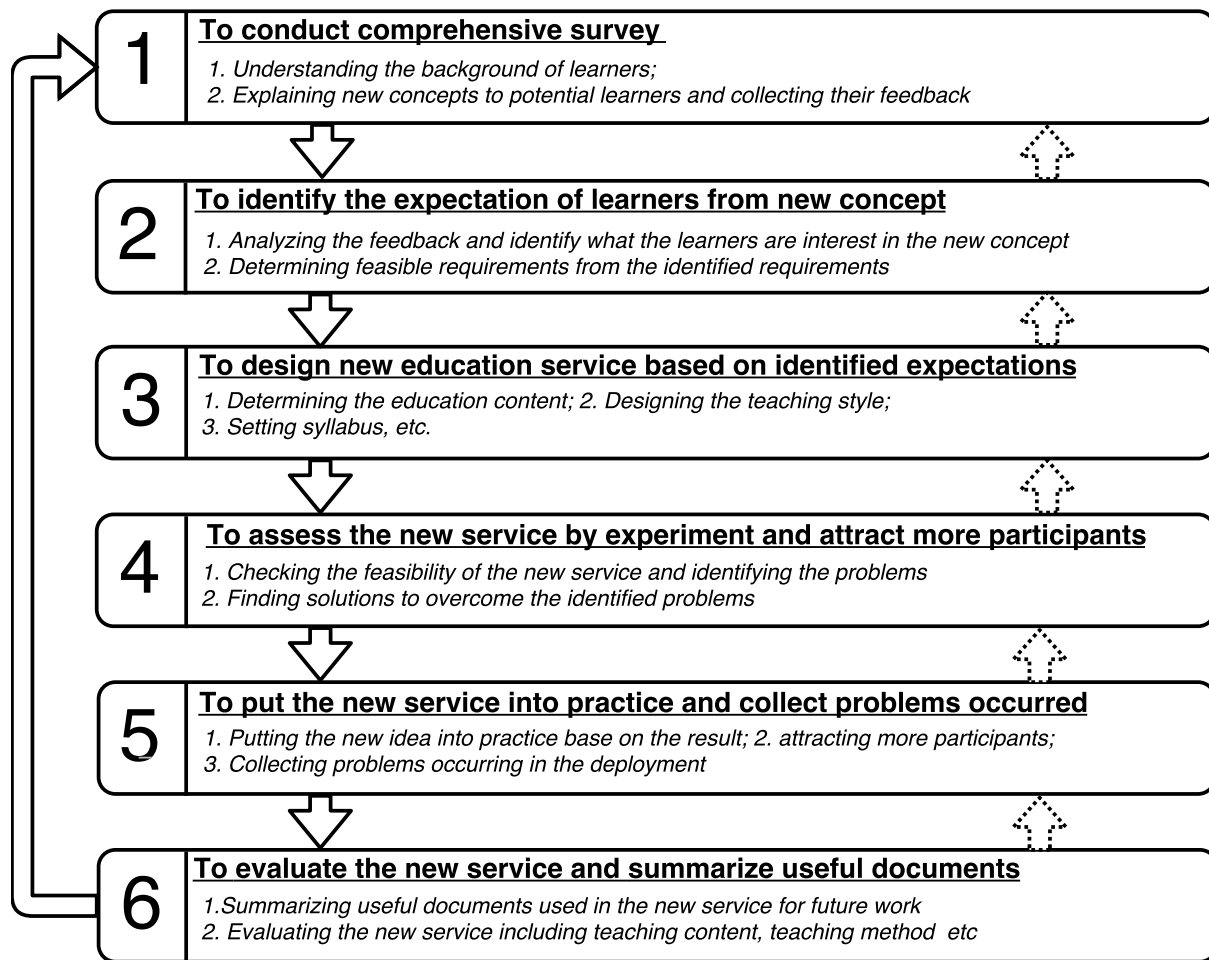 1
To conduct comprehensive survey
1. Understanding the background of learners;
2. Explaining new concepts to potential learners and collecting their feedback
2
To identify the expectation of learners from new concept
1. Analyzing the feedback and identify what the learners are interest in the new concept
2. Determining feasible requirements from the identified requirements
3
To design new education service based on identified expectations
1. Determining the education content; 2. Designing the teaching style;
3. Setting syllabus, etc.
4
To assess the new service by experiment and attract more participants
1. Checking the feasibility of the new service and identifying the problems
2. Finding solutions to overcome the identified problems
5
To put the new service into practice and collect problems occurred
1. Putting the new idea into practice base on the result; 2. attracting more participants;
3. Collecting problems occurring in the deployment
6
To evaluate the new service and summarize useful documents
1.Summarizing useful documents used in the new service for future work
2. Evaluating the new service including teaching content, teaching method  etc